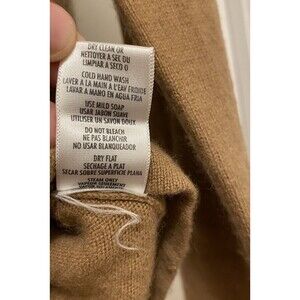 DRY CLEAN OR
NETTOYER A SEC OU
LIMPIAR A SECO O
COLD HAND WASH
LAVER A LA MAIN A L'EAU FROIDE
LAVAR A MANO EN AGUA FRIA
USE MILD SOAP
USAR JABON SUAVE
UTILISER UN SAVON DOUX
DO NOT BLEACH
NE PAS BLANCHIR
NO USAR BLANQUEADOR
DRY FLAT
SECHAGE A PLAT
SECAR SOBRE SUPERFICIE PLANA
STEAM ONLY
VAPEUR SEULEMENT